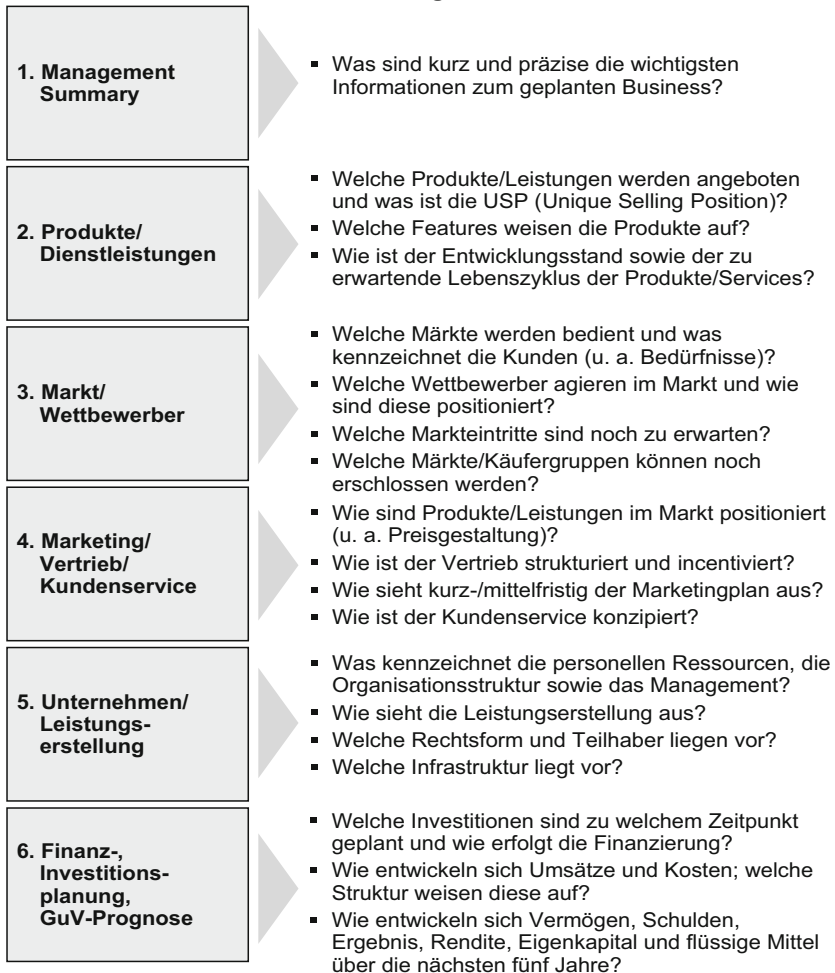 1. Management
Summary
▪ Was sind kurz und präzise die wichtigsten
Informationen zum geplanten Business?
2. Produkte/
Dienstleistungen
▪ Welche Produkte/Leistungen werden angeboten
und was ist die USP (Unique Selling Position)?
▪ Welche Features weisen die Produkte auf?
▪ Wie ist der Entwicklungsstand sowie der zu
erwartende Lebenszyklus der Produkte/Services?
3. Markt/
Wettbewerber
▪ Welche Märkte werden bedient und was
kennzeichnet die Kunden (u. a. Bedürfnisse)?
▪ Welche Wettbewerber agieren im Markt und wie
sind diese positioniert?
▪ Welche Markteintritte sind noch zu erwarten?
▪ Welche Märkte/Käufergruppen können noch
erschlossen werden?
4. Marketing/
Vertrieb/
Kundenservice
▪ Wie sind Produkte/Leistungen im Markt positioniert
(u. a. Preisgestaltung)?
▪ Wie ist der Vertrieb strukturiert und incentiviert?
▪ Wie sieht kurz-/mittelfristig der Marketingplan aus?
▪ Wie ist der Kundenservice konzipiert?
5. Unternehmen/
Leistungs-
erstellung
▪ Was kennzeichnet die personellen Ressourcen, die
Organisationsstruktur sowie das Management?
▪ Wie sieht die Leistungserstellung aus?
▪ Welche Rechtsform und Teilhaber liegen vor?
▪ Welche Infrastruktur liegt vor?
6. Finanz-,
Investitions-
planung,
GuV-Prognose
▪ Welche Investitionen sind zu welchem Zeitpunkt
geplant und wie erfolgt die Finanzierung?
▪ Wie entwickeln sich Umsätze und Kosten; welche
Struktur weisen diese auf?
▪ Wie entwickeln sich Vermögen, Schulden,
Ergebnis, Rendite, Eigenkapital und flüssige Mittel
über die nächsten fünf Jahre?